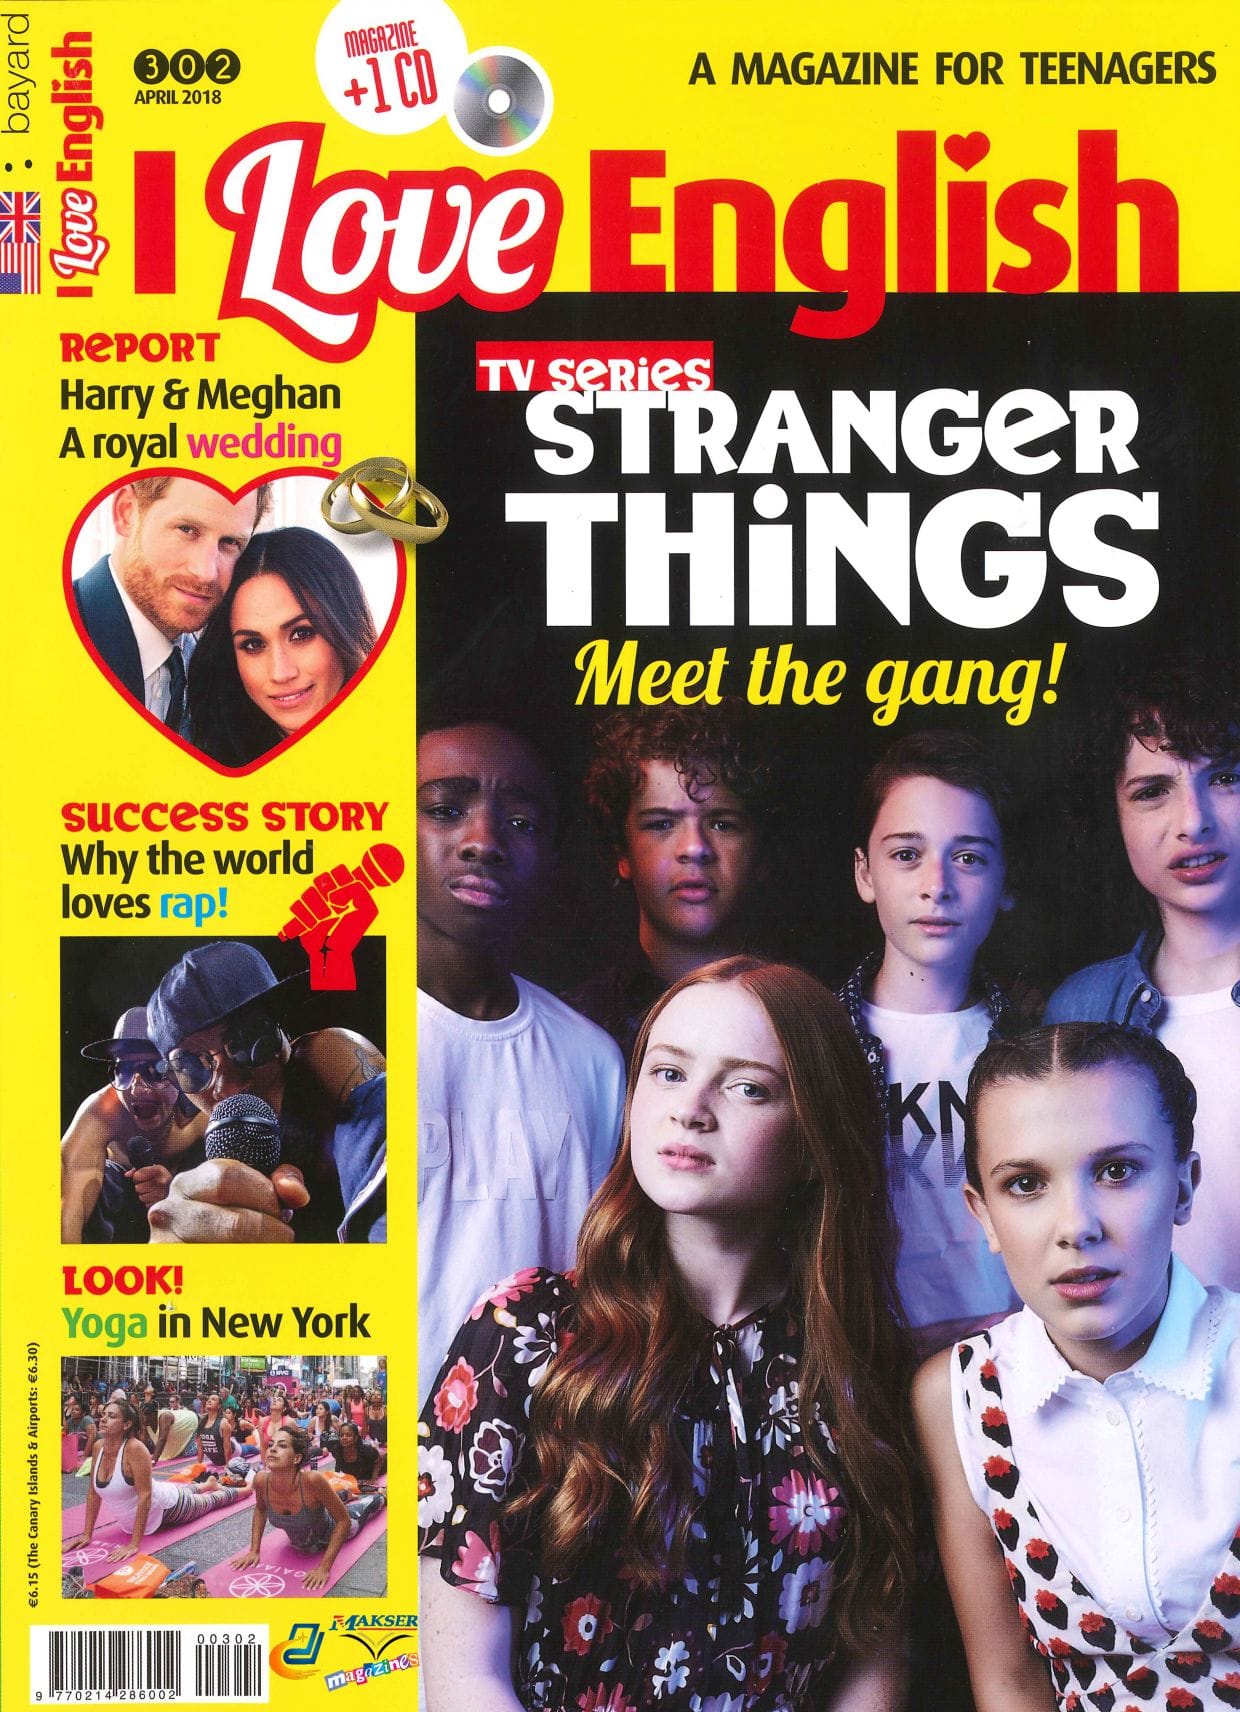 :: bayard
I Love English
302
APRIL 2018
MAGAZINE
+1 CD
A MAGAZINE FOR TEENAGERS
I Love English
REPORT
Harry & Meghan
A royal wedding
TV SERIES
STRANGER
THINGS
Meet the gang!
SUCCESS STORY
Why the world
loves rap!
PLAY
KN
LOOK!
Yoga in New York
€6.15 (The Canary Islands & Airports: €6.30)
00302
9 770214 286002
MAKSER
magazines